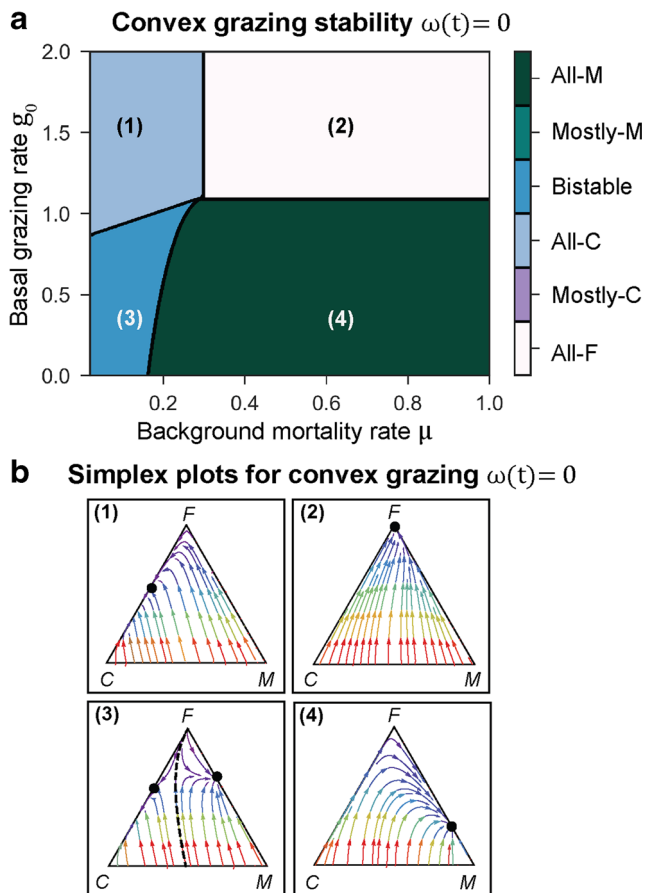 a Convex grazing stability ω(t)=0
Basal grazing rate g₀
2.0
1.5
1.0
0.5
0.0
(1)
(2)
(3)
(4)
0.2 0.4 0.6 0.8 1.0
Background mortality rate μ
All-M
Mostly-M
Bistable
All-C
Mostly-C
All-F
b Simplex plots for convex grazing ω(t)=0
(1)
F
C M
(2)
F
C M
(3)
F
C M
(4)
F
C M